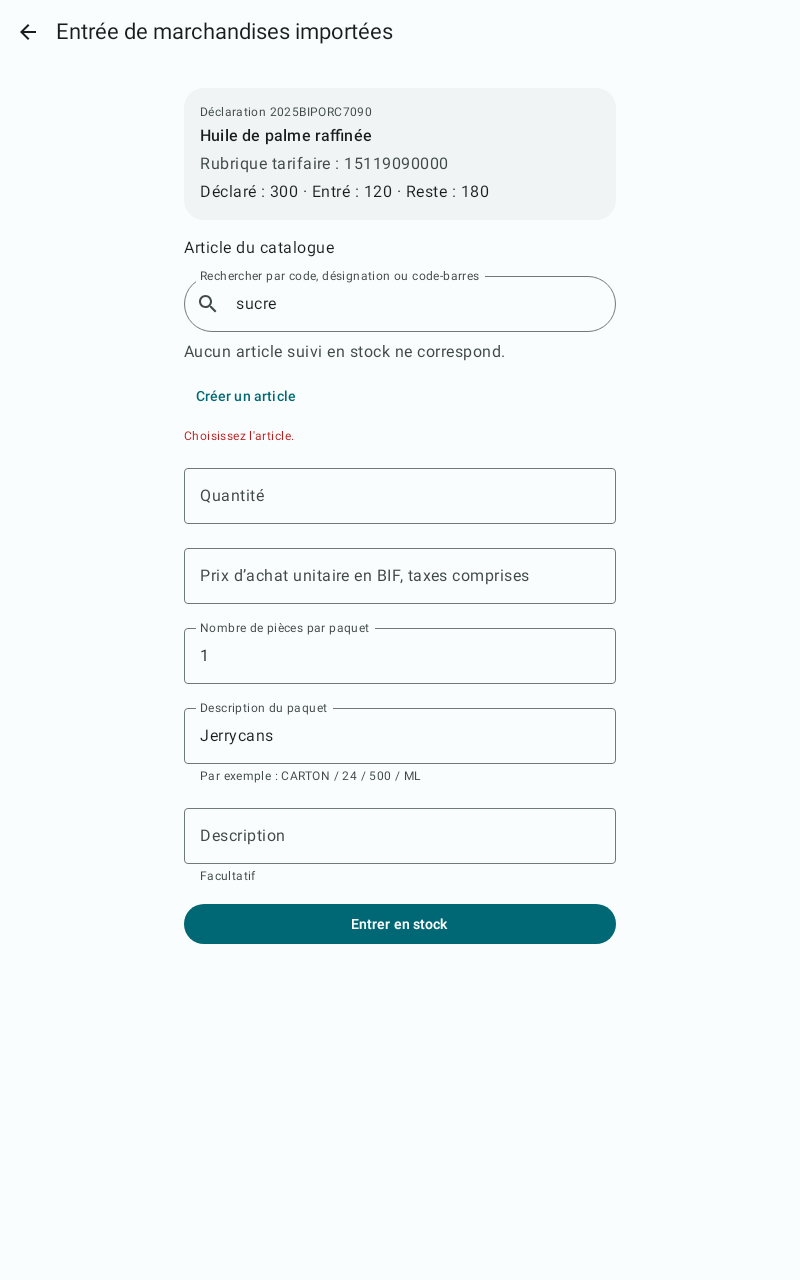 Entrée de marchandises importées
Déclaration 2025BIPORC7090
Huile de palme raffinée
Rubrique tarifaire : 15119090000
Déclaré : 300 · Entré : 120 · Reste : 180
Article du catalogue
Rechercher par code, désignation ou code-barres
sucre
Aucun article suivi en stock ne correspond.
Créer un article
Choisissez l'article.
Quantité
Prix d’achat unitaire en BIF, taxes comprises
Nombre de pièces par paquet
1
Description du paquet
Jerrycans
Par exemple : CARTON / 24 / 500 / ML
Description
Facultatif
Entrer en stock